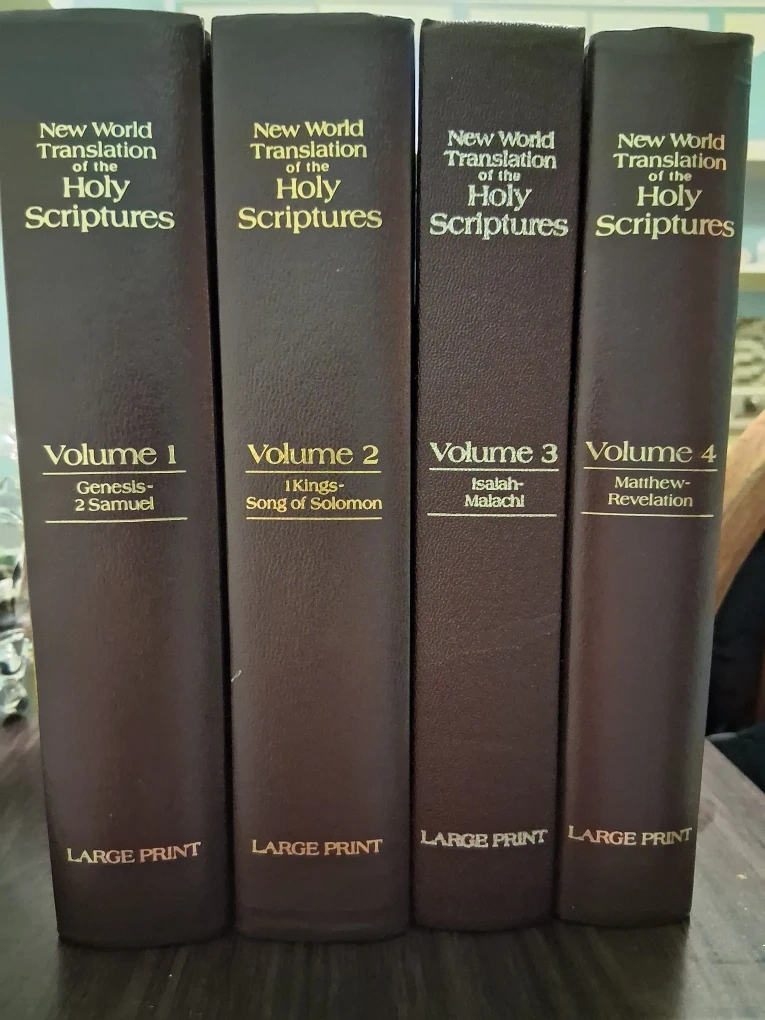 New World
Translation
of the
Holy
Scriptures
Volume 1
Genesis-
2 Samuel
LARGE PRINT
New World
Translation
of the
Holy
Scriptures
Volume 2
1 Kings-
Song of Solomon
LARGE PRINT
New World
Translation
of the
Holy
Scriptures
Volume 3
Isaiah-
Malachi
LARGE PRINT
New World
Translation
of the
Holy
Scriptures
Volume 4
Matthew-
Revelation
LARGE PRINT